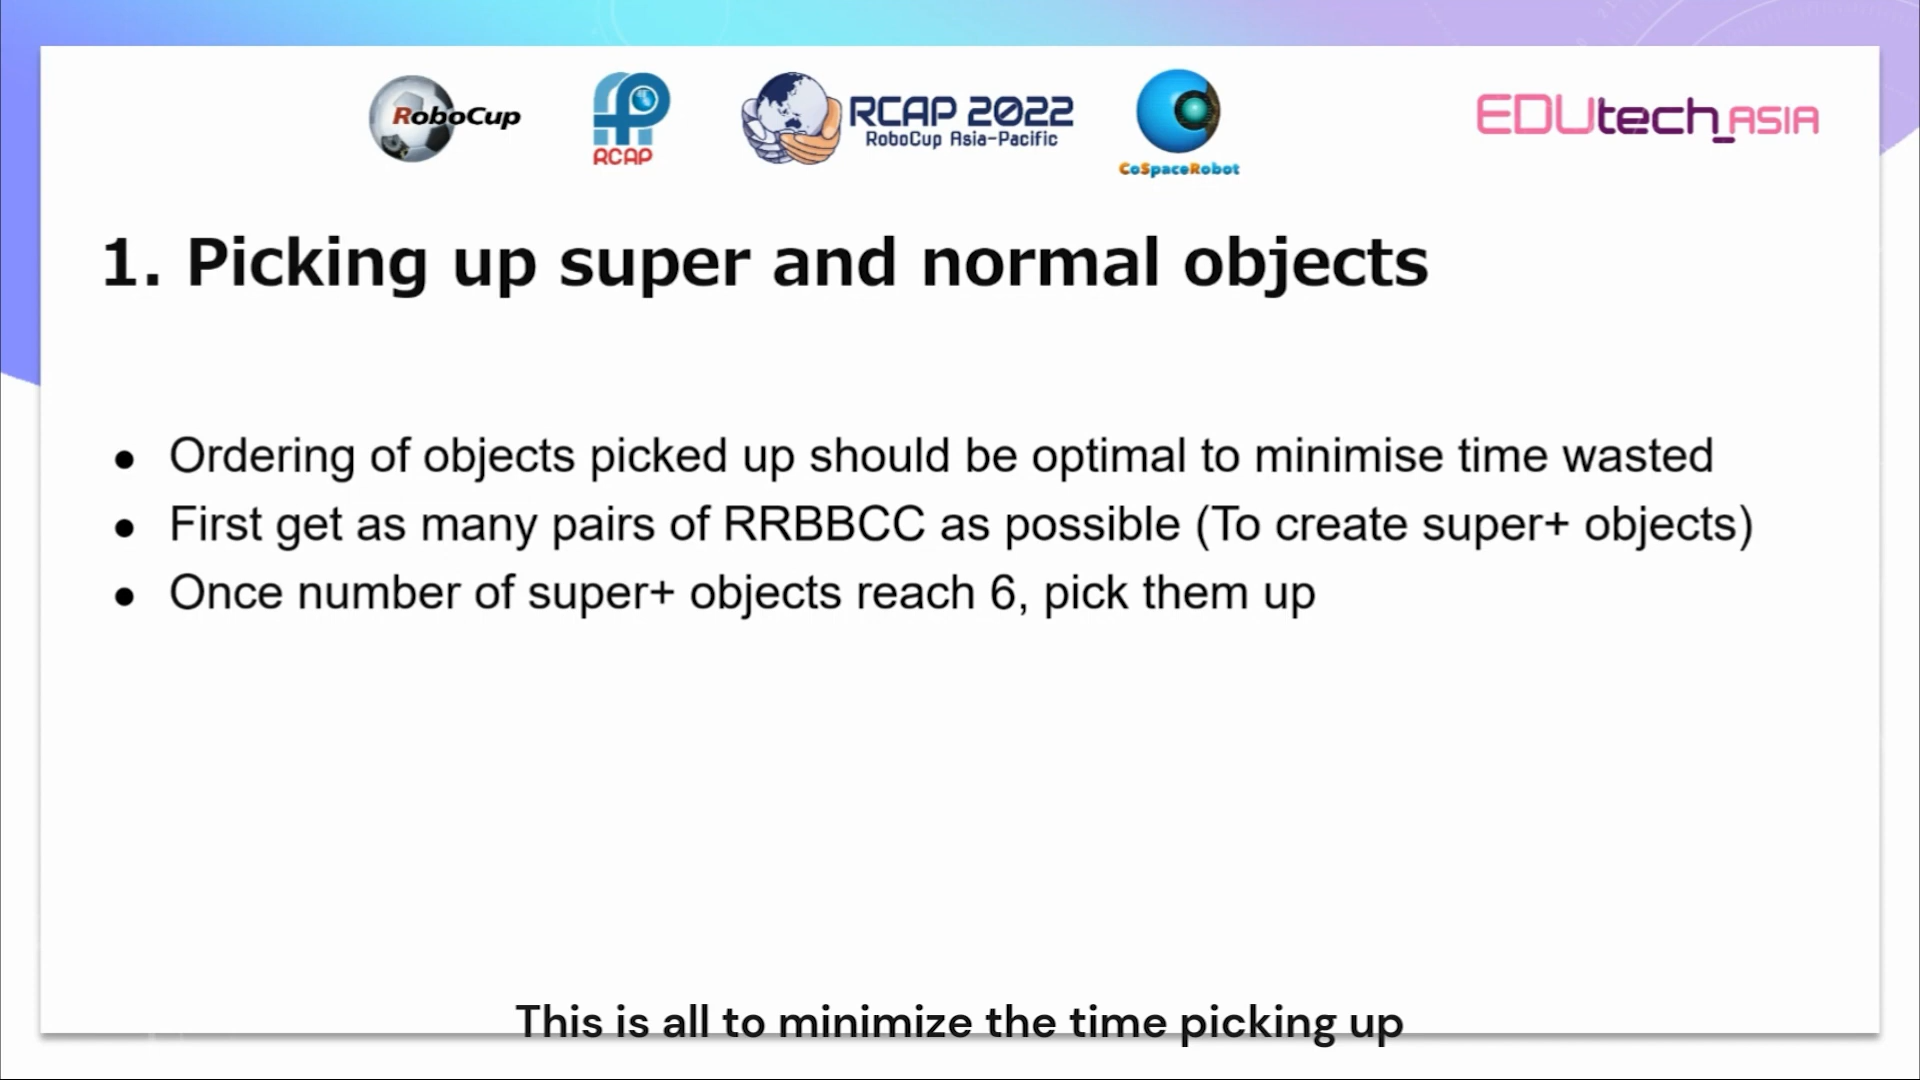 RoboCup
RCAP
RCAP 2022
RoboCup Asia-Pacific
CoSpaceRobot
EDUtech_ASIA
1. Picking up super and normal objects
● Ordering of objects picked up should be optimal to minimise time wasted
● First get as many pairs of RRBBCC as possible (To create super+ objects)
● Once number of super+ objects reach 6, pick them up
This is all to minimize the time picking up